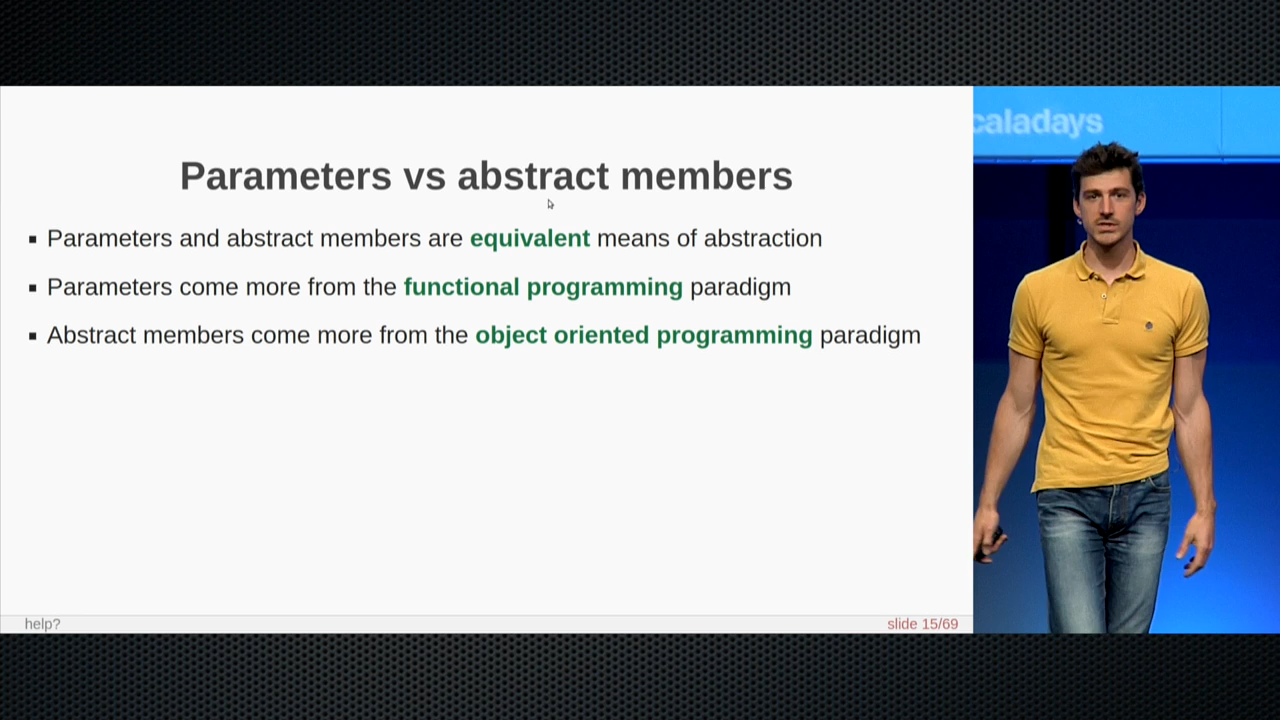 caladays
Parameters vs abstract members
Parameters and abstract members are equivalent means of abstraction
Parameters come more from the functional programming paradigm
Abstract members come more from the object oriented programming paradigm
help?
slide 15/69